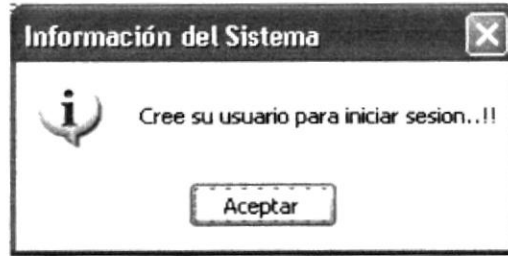 Información del Sistema
Cree su usuario para iniciar sesion..!!
Aceptar